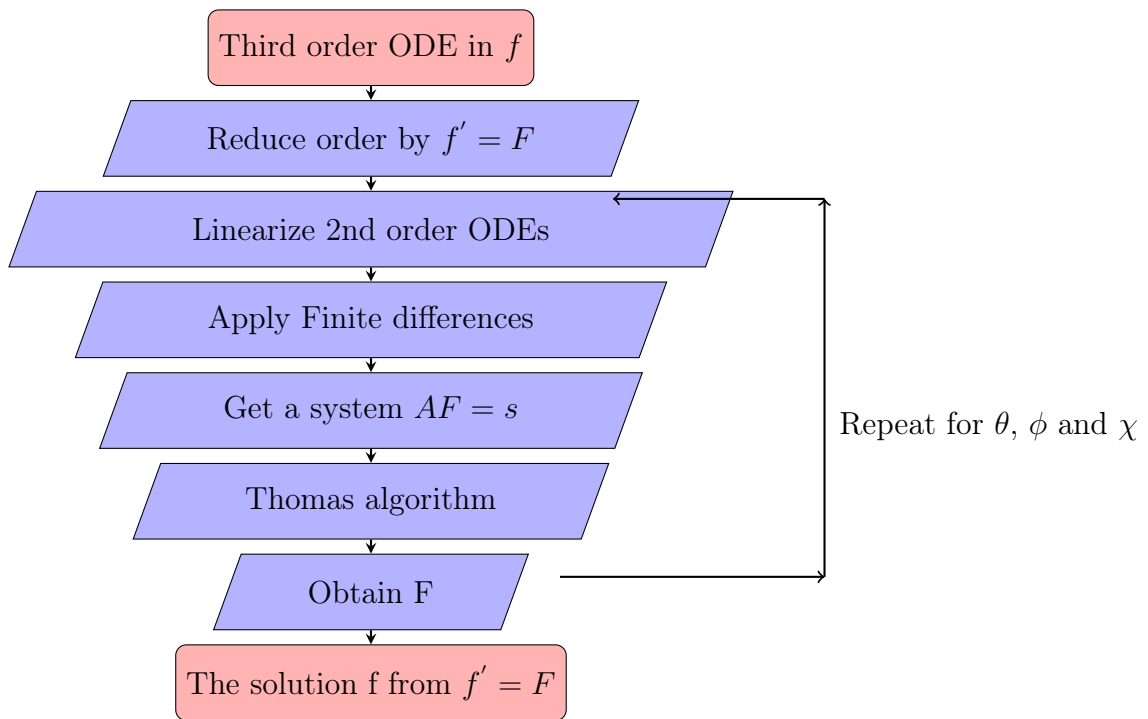 Third order ODE in f
Reduce order by f' = F
Linearize 2nd order ODEs
Apply Finite differences
Get a system AF = s
Repeat for θ, ϕ and χ
Thomas algorithm
Obtain F
The solution f from f' = F